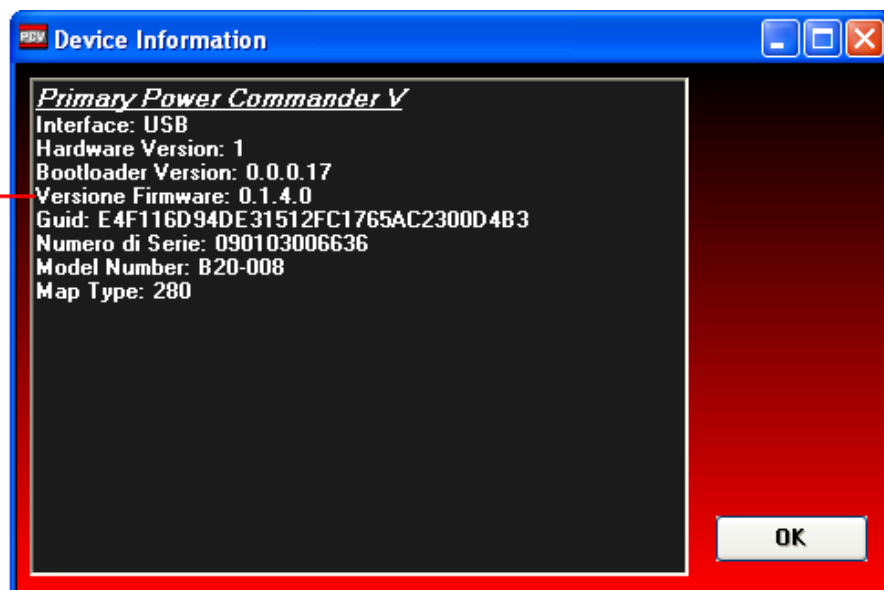 PCV Device Information
Primary Power Commander V
Interface: USB
Hardware Version: 1
Bootloader Version: 0.0.0.17
Versione Firmware: 0.1.4.0
Guid: E4F116D94DE31512FC1765AC2300D4B3
Numero di Serie: 090103006636
Model Number: B20-008
Map Type: 280
OK